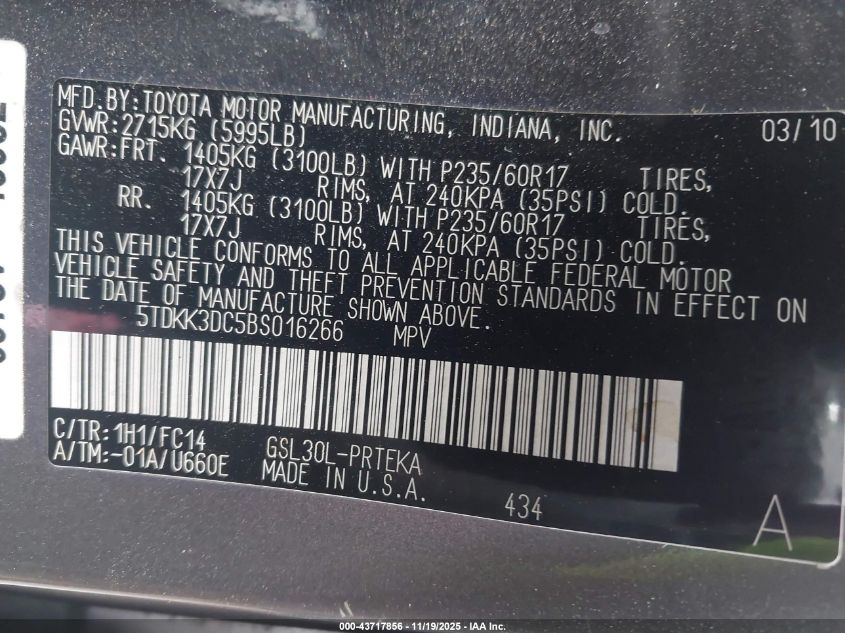 MFD.BY:TOYOTA MOTOR MANUFACTURING, INDIANA, INC. 03/10
GVWR:2715KG (5995LB)
GAWR:FRT. 1405KG (3100LB) WITH P235/60R17 TIRES,
17X7J RIMS, AT 240KPA (35PSI) COLD.
RR. 1405KG (3100LB) WITH P235/60R17 TIRES,
17X7J RIMS, AT 240KPA (35PSI) COLD.
THIS VEHICLE CONFORMS TO ALL APPLICABLE FEDERAL MOTOR
VEHICLE SAFETY AND THEFT PREVENTION STANDARDS IN EFFECT ON
THE DATE OF MANUFACTURE SHOWN ABOVE.
5TDKK3DC5BS016266 MPV
C/TR:1H1/FC14 GSL30L-PRTEKA
A/TM:-01A/U660E MADE IN U.S.A.
434 A
000-43717856 - 11/19/2025 - IAA Inc.